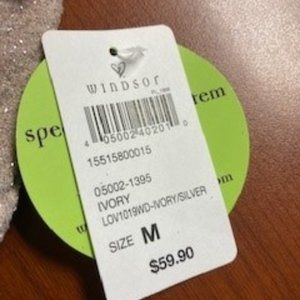 WINDSOR
4 05002 40201 0
15515800015
05002-1395
IVORY
LOV1019WD-IVORY/SILVER
SIZE M
$59.90